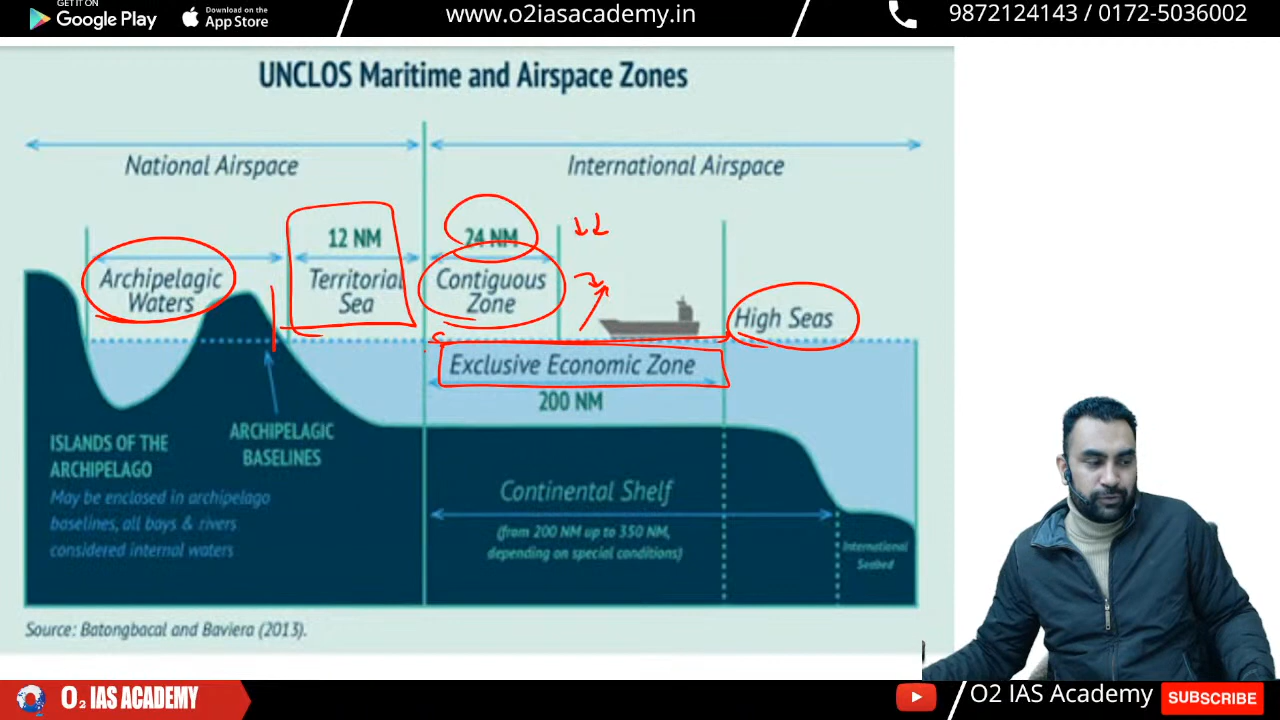 GET IT ON
Google Play
Download on the
App Store
www.o2iasacademy.in
9872124143 / 0172-5036002
UNCLOS Maritime and Airspace Zones
National Airspace
International Airspace
12 NM
24 NM
Archipelagic
Waters
Territorial
Sea
Contiguous
Zone
High Seas
Exclusive Economic Zone
200 NM
ARCHIPELAGIC
BASELINES
ISLANDS OF THE
ARCHIPELAGO
May be enclosed in archipelago
baselines, all bays & rivers
considered internal waters
Continental Shelf
(from 200 NM up to 350 NM,
depending on special conditions)
International
Seabed
Source: Batongbacal and Baviera (2013).
O2 IAS ACADEMY
O2 IAS Academy
SUBSCRIBE